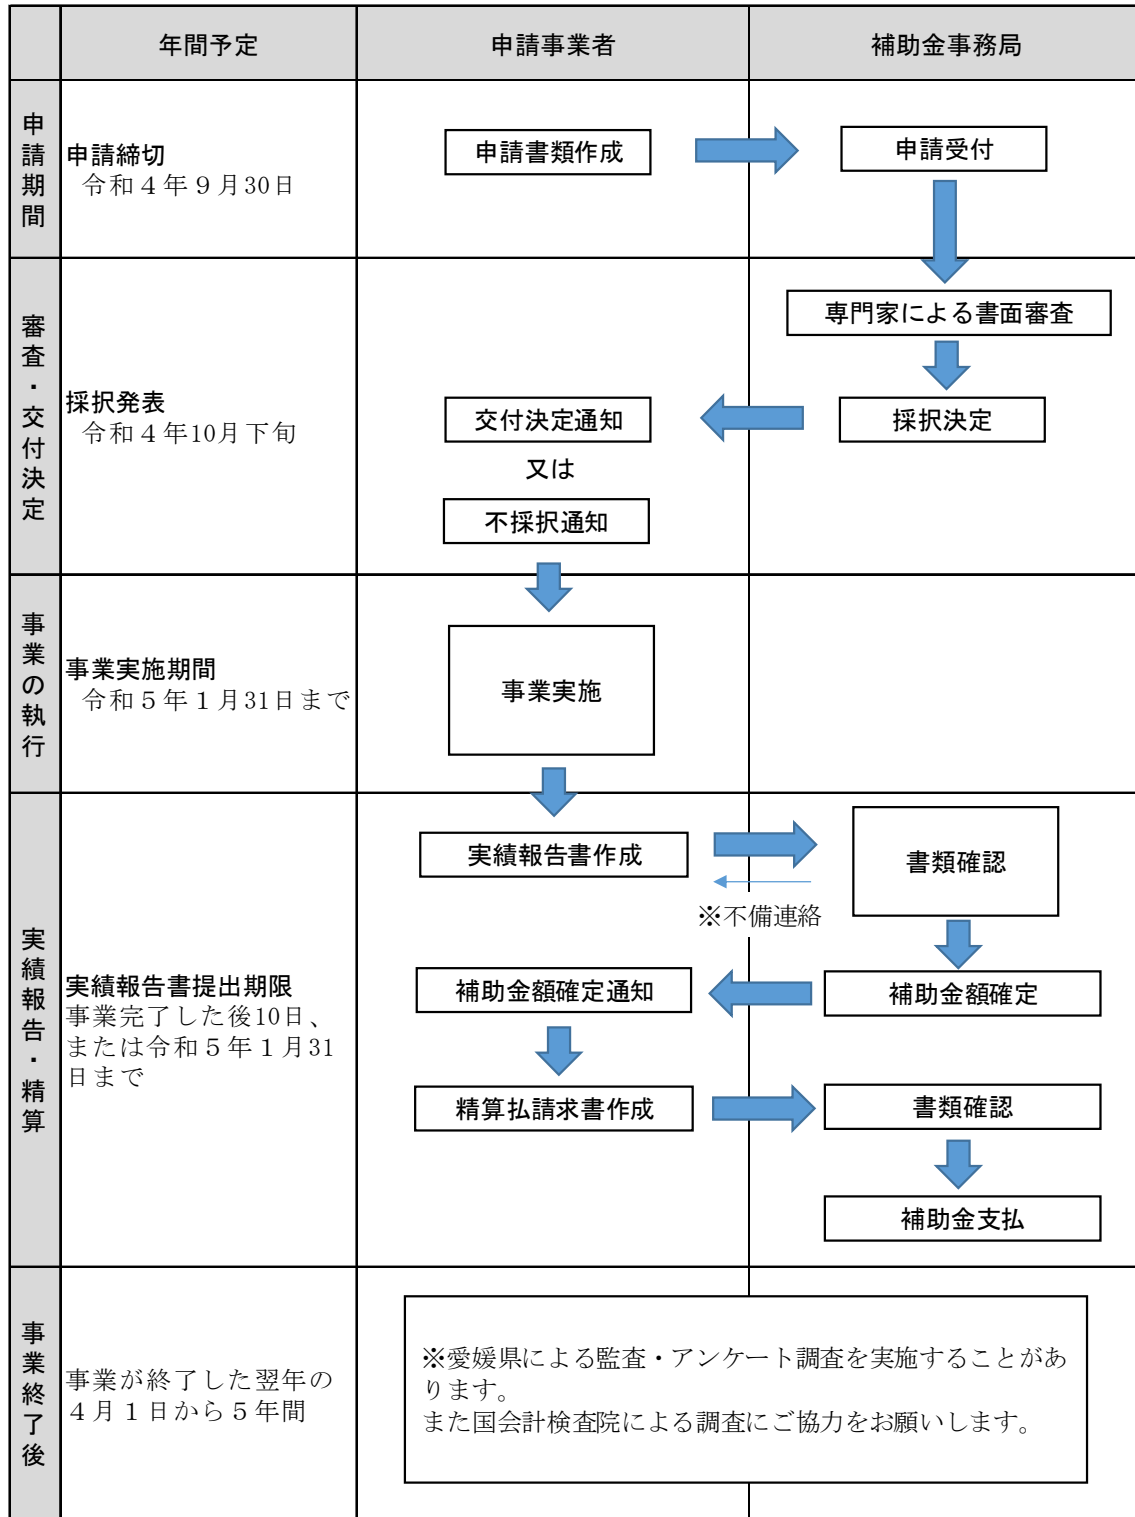 年間予定
申請事業者
補助金事務局
申請期間
申請締切
令和４年９月30日
申請書類作成
申請受付
審査・交付決定
専門家による書面審査
採択発表
令和４年10月下旬
交付決定通知
採択決定
又は
不採択通知
事業の執行
事業実施期間
令和５年１月31日まで
事業実施
実績報告・精算
実績報告書作成
書類確認
※不備連絡
実績報告書提出期限
事業完了した後10日、
または令和５年１月31
日まで
補助金額確定通知
補助金額確定
精算払請求書作成
書類確認
補助金支払
事業終了後
事業が終了した翌年の
４月１日から５年間
※愛媛県による監査・アンケート調査を実施することがあ
ります。
また国会計検査院による調査にご協力をお願いします。